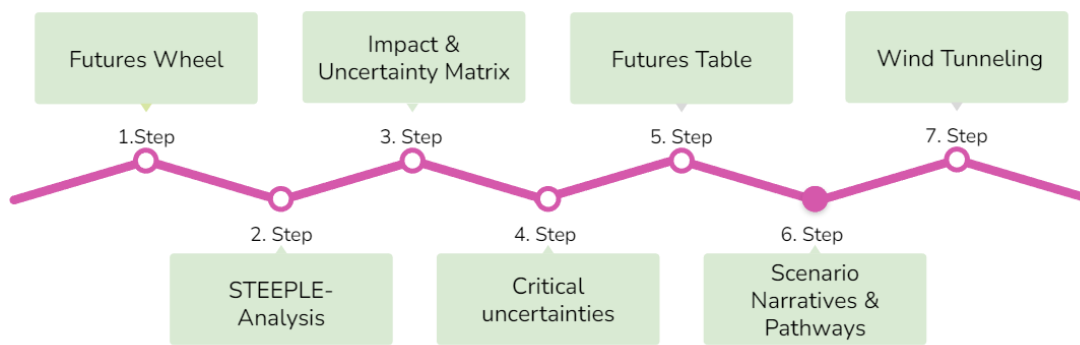 Futures Wheel
1.Step
2. Step
STEEPLE-
Analysis
Impact &
Uncertainty Matrix
3. Step
4. Step
Critical
uncertainties
Futures Table
5. Step
6. Step
Scenario
Narratives &
Pathways
Wind Tunneling
7. Step